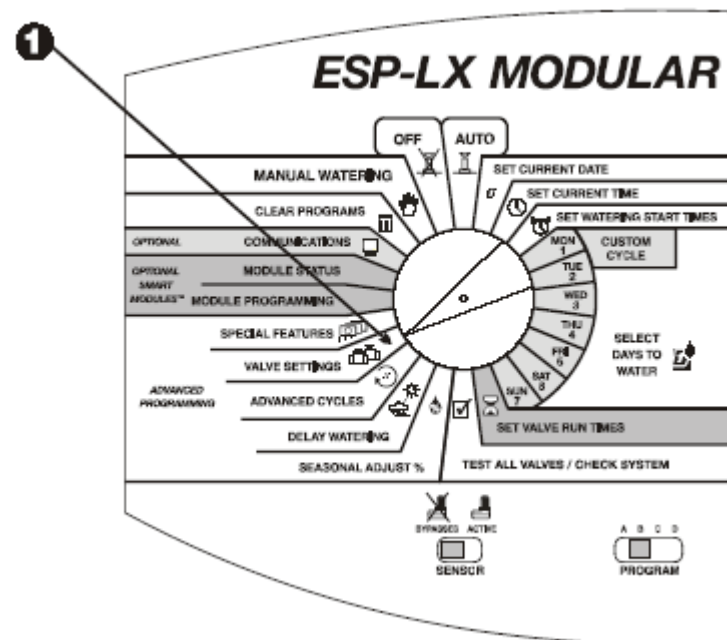 1
ESP-LX MODULAR
OFF
AUTO
MANUAL WATERING
SET CURRENT DATE
CLEAR PROGRAMS
SET CURRENT TIME
SET WATERING START TIMES
OPTIONAL
COMMUNICATIONS
MON
1
CUSTOM
CYCLE
OPTIONAL
SMART
MODULES™
MODULE STATUS
MODULE PROGRAMMING
TUE
2
WED
3
THU
4
FRI
5
SAT
6
SUN
7
SELECT
DAYS TO
WATER
SPECIAL FEATURES
VALVE SETTINGS
ADVANCED
PROGRAMMING
ADVANCED CYCLES
DELAY WATERING
SEASONAL ADJUST %
SET VALVE RUN TIMES
TEST ALL VALVES / CHECK SYSTEM
BYPASSED
ACTIVE
SENSOR
A B C D
PROGRAM